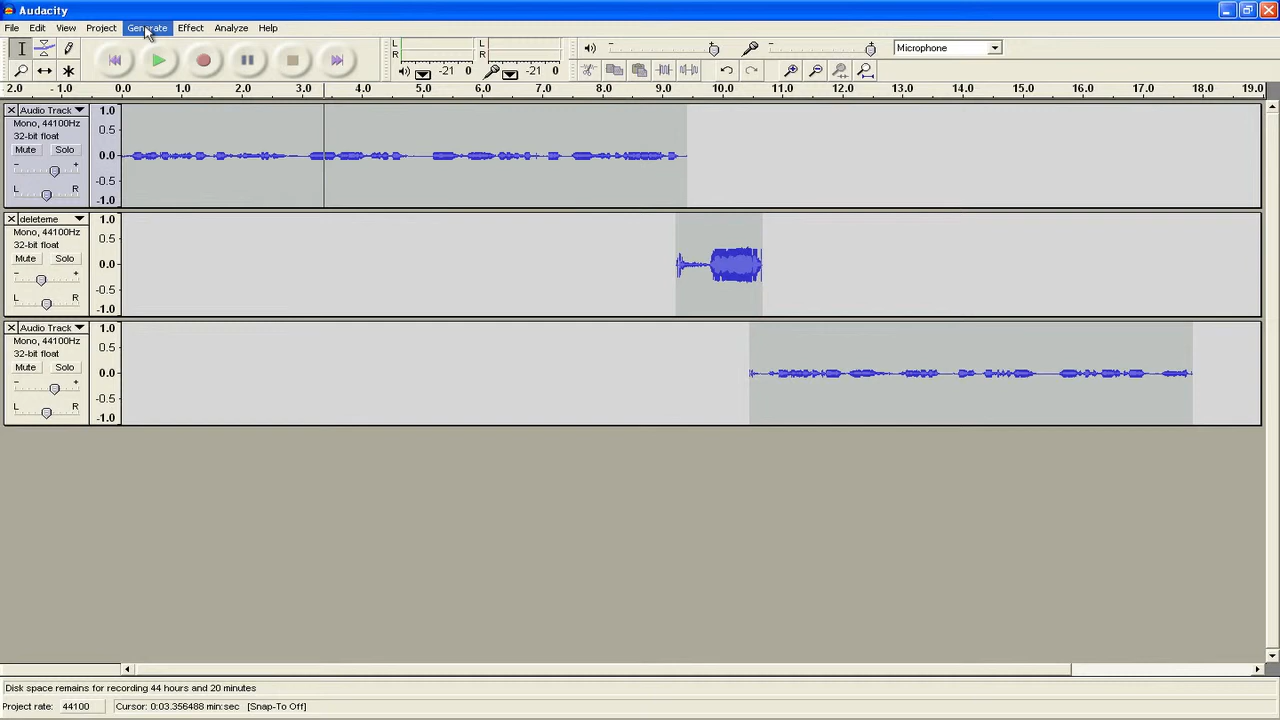 Audacity
File Edit View Project Generate Effect Analyze Help
L R -21 0 L R -21 0 Microphone
2.0 1.0 0.0 1.0 2.0 3.0 4.0 5.0 6.0 7.0 8.0 9.0 10.0 11.0 12.0 13.0 14.0 15.0 16.0 17.0 18.0 19.0
Audio Track
Mono, 44100Hz
32-bit float
Mute Solo
- +
L R
1.0
0.5
0.0
-0.5
-1.0
deleteme
Mono, 44100Hz
32-bit float
Mute Solo
- +
L R
1.0
0.5
0.0
-0.5
-1.0
Audio Track
Mono, 44100Hz
32-bit float
Mute Solo
- +
L R
1.0
0.5
0.0
-0.5
-1.0
Disk space remains for recording 44 hours and 20 minutes
Project rate: 44100 Cursor: 0:03.356488 min:sec [Snap-To Off]